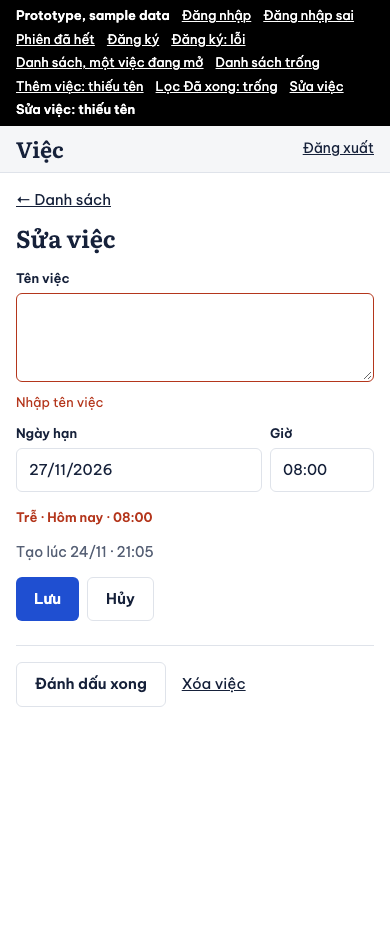 Prototype, sample data Đăng nhập Đăng nhập sai
Phiên đã hết Đăng ký Đăng ký: lỗi
Danh sách, một việc đang mở Danh sách trống
Thêm việc: thiếu tên Lọc Đã xong: trống Sửa việc
Sửa việc: thiếu tên
Việc Đăng xuất
← Danh sách
Sửa việc
Tên việc
Nhập tên việc
Ngày hạn Giờ
27/11/2026 08:00
Trễ · Hôm nay · 08:00
Tạo lúc 24/11 · 21:05
Lưu Hủy
Đánh dấu xong Xóa việc